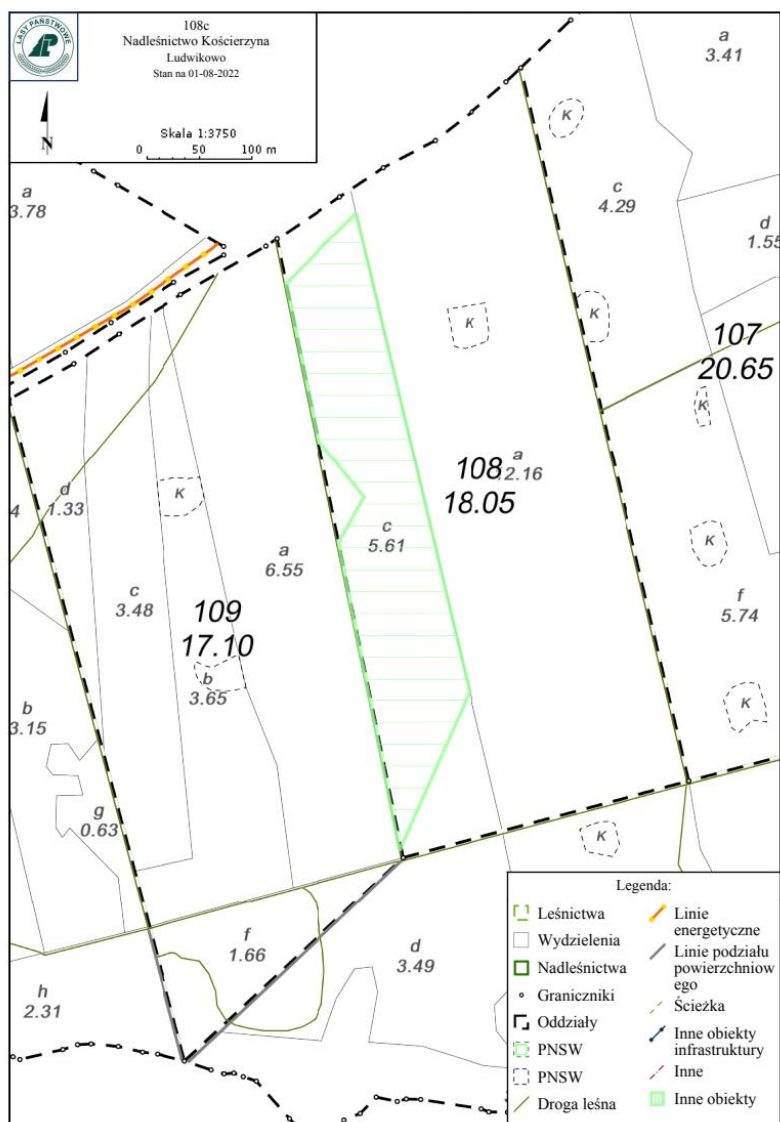 LASY PAŃSTWOWE
108c
Nadleśnictwo Kościerzyna
Ludwikowo
Stan na 01-08-2022
N
Skala 1:3750
0 50 100 m
a
3.41
a
3.78
K
c
4.29
d
1.55
K
K
107
20.65
K
108
18.05
a
2.16
d
1.33
4
K
c
5.61
a
6.55
K
c
3.48
f
5.74
109
17.10
b
3.65
K
b
3.15
g
0.63
K
f
1.66
d
3.49
h
2.31
Legenda:
Leśnictwa
Wydzielenia
Nadleśnictwa
Graniczniki
Oddziały
PNSW
PNSW
Droga leśna
Linie
energetyczne
Linie podziału
powierzchniow
ego
Ścieżka
Inne obiekty
infrastruktury
Inne
Inne obiekty